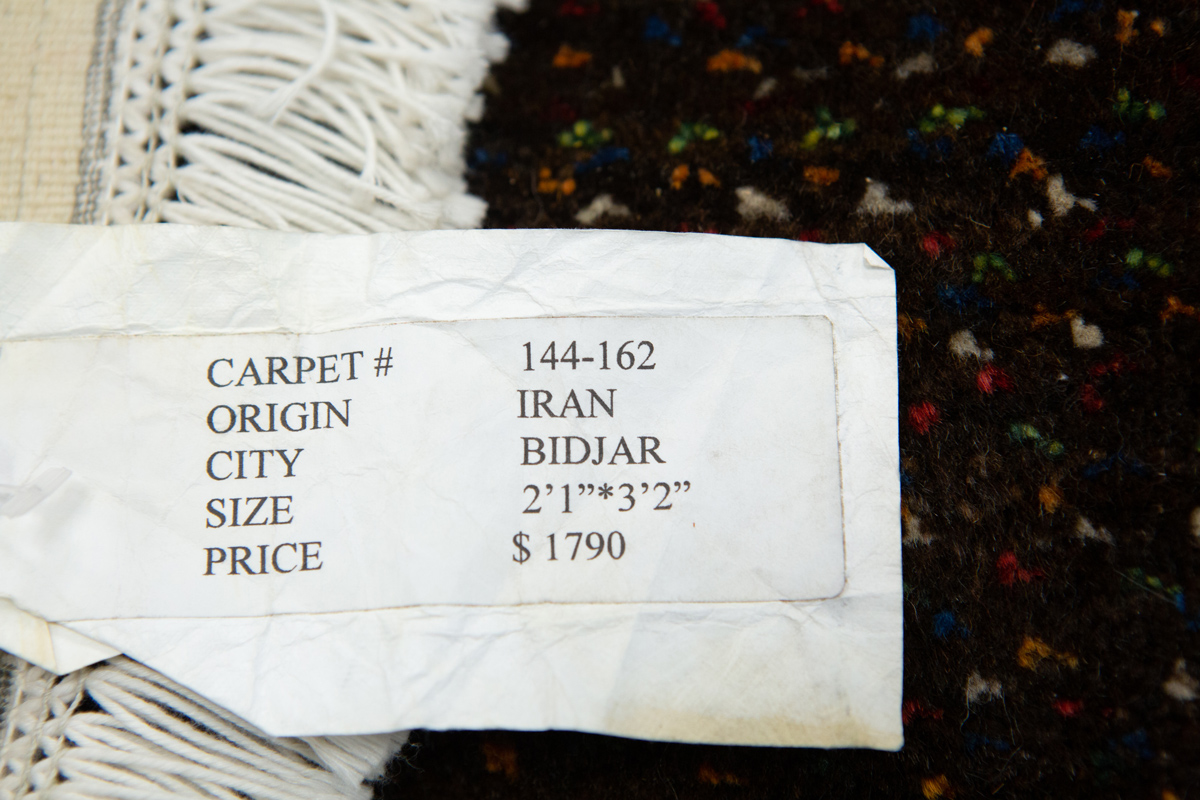 CARPET # 144-162
ORIGIN IRAN
CITY BIDJAR
SIZE 2’1”*3’2”
PRICE $ 1790